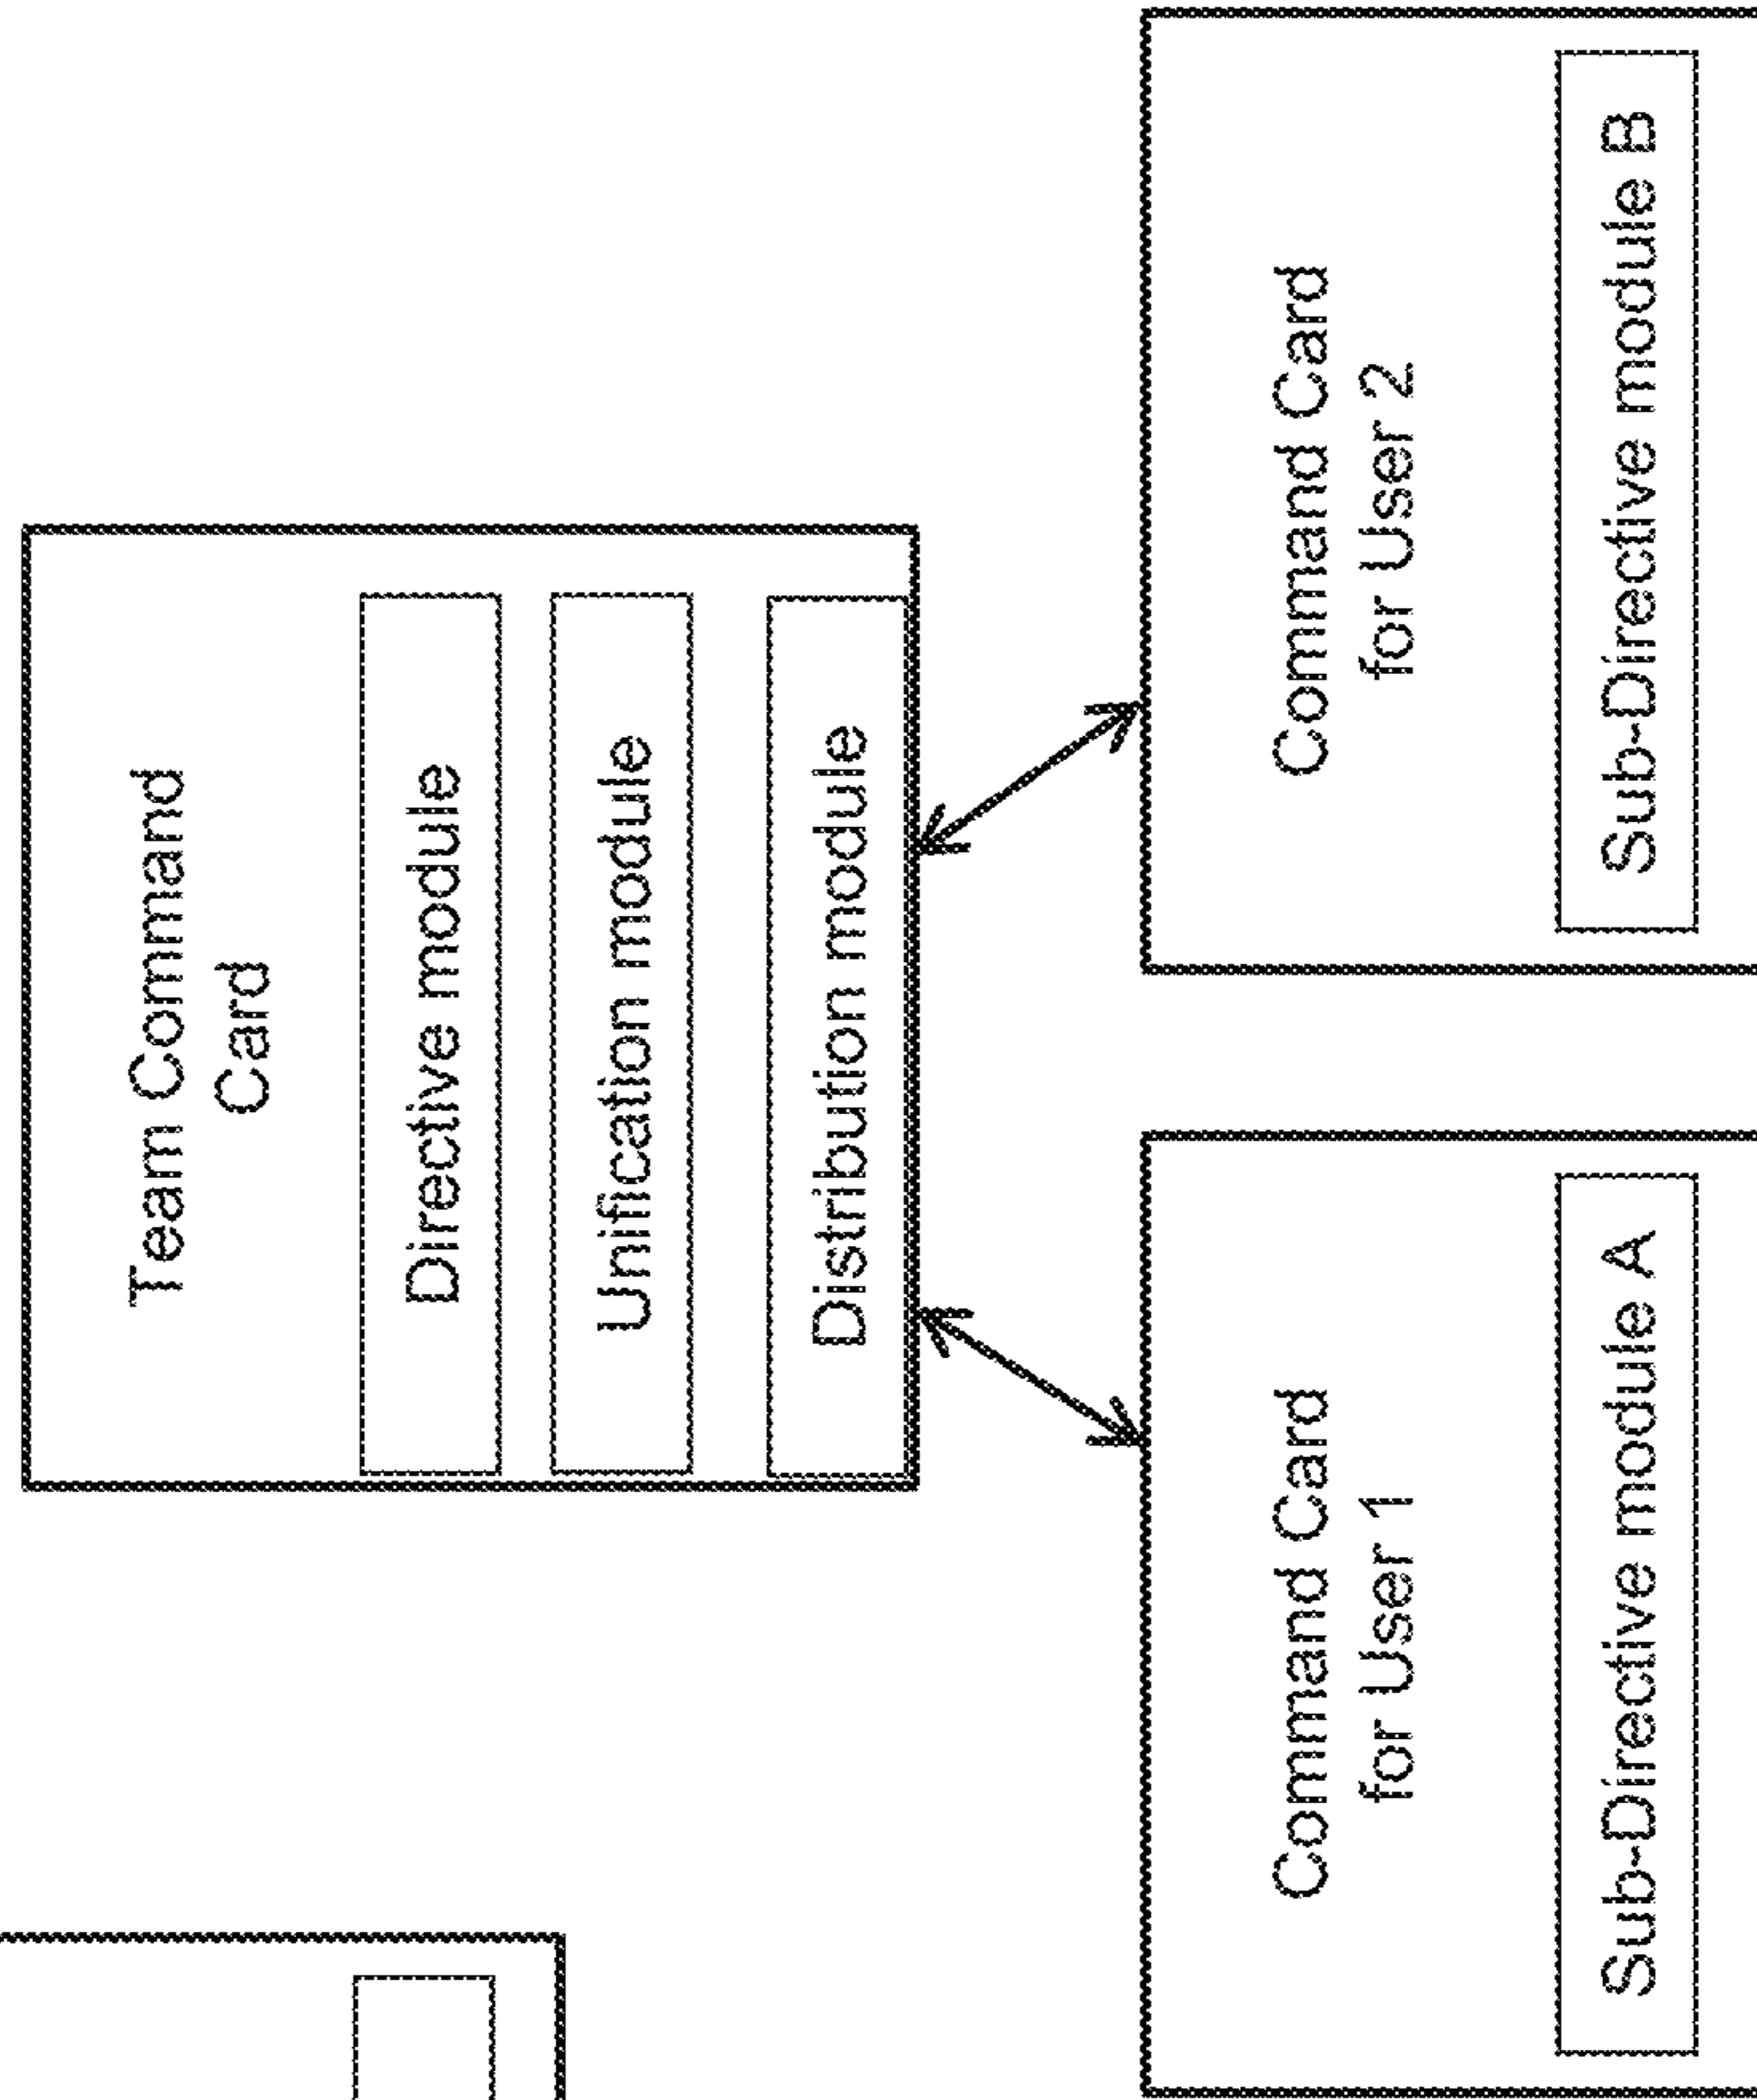 Team Command
Card
Directive module
Unification module
Distribution module
Command Card
for User 1
Sub-Directive module A
Command Card
for User 2
Sub-Directive module B